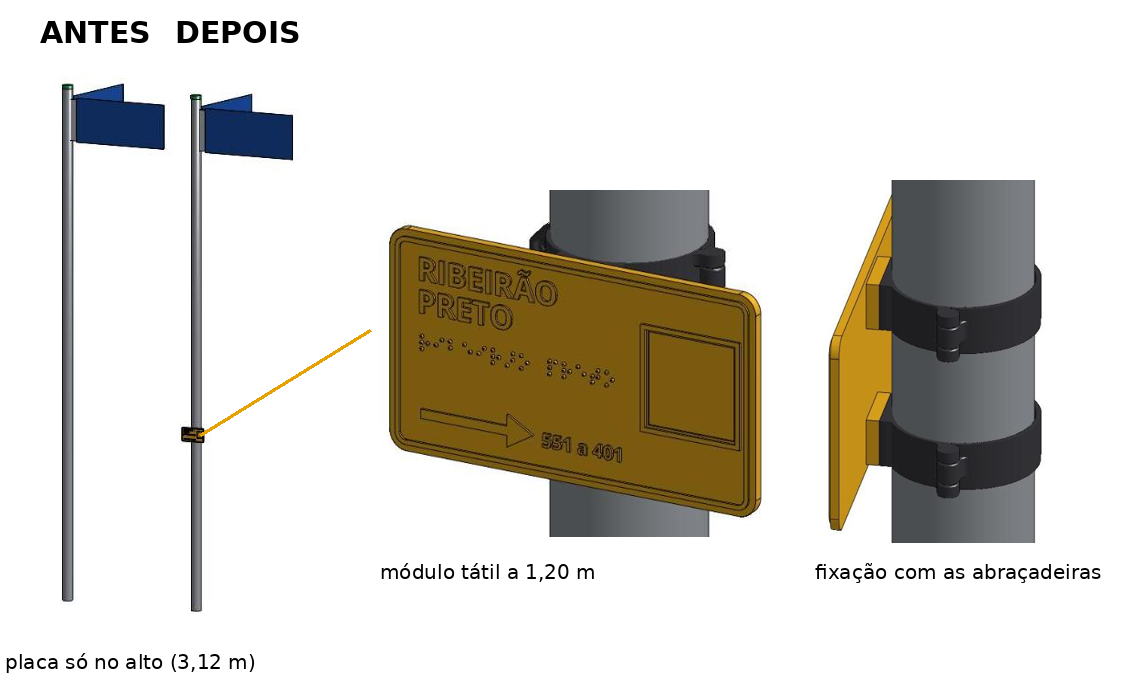 ANTES DEPOIS
RIBEIRÃO
PRETO
551 a 401
módulo tátil a 1,20 m
fixação com as abraçadeiras
placa só no alto (3,12 m)